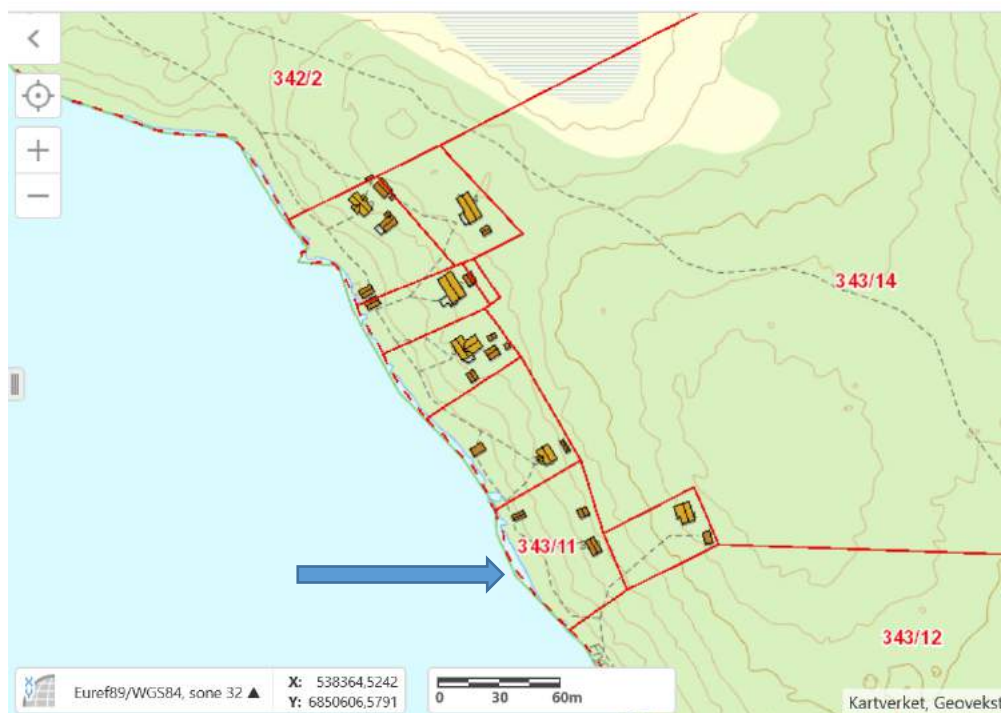 342/2
343/14
343/11
343/12
Euref89/WGS84, sone 32 ▲
X: 538364,5242
Y: 6850606,5791
0 30 60m
Kartverket, Geovekst